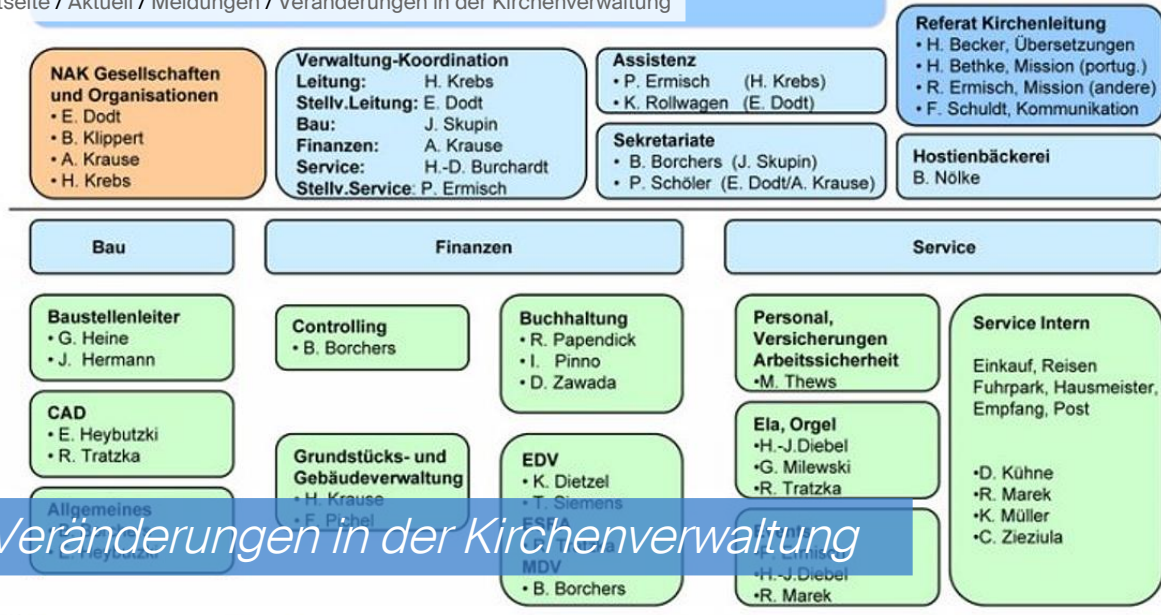 / Aktuell / Meldungen / Veränderungen in der Kirchenverwaltung
NAK Gesellschaften
und Organisationen
• E. Dodt
• B. Klippert
• A. Krause
• H. Krebs
Verwaltung-Koordination
Leitung: H. Krebs
Stellv.Leitung: E. Dodt
Bau: J. Skupin
Finanzen: A. Krause
Service: H.-D. Burchardt
Stellv.Service: P. Ermisch
Assistenz
• P. Ermisch (H. Krebs)
• K. Rollwagen (E. Dodt)
Sekretariate
• B. Borchers (J. Skupin)
• P. Schöler (E. Dodt/A. Krause)
Referat Kirchenleitung
• H. Becker, Übersetzungen
• H. Bethke, Mission (portug.)
• R. Ermisch, Mission (andere)
• F. Schuldt, Kommunikation
Hostienbäckerei
B. Nölke
Bau
Finanzen
Service
Baustellenleiter
• G. Heine
• J. Hermann
CAD
• E. Heybutzki
• R. Tratzka
Allgemeines
• E. Heybutzki
Controlling
• B. Borchers
Grundstücks- und
Gebäudeverwaltung
• H. Krause
Buchhaltung
• R. Papendick
• I. Pinno
• D. Zawada
EDV
• K. Dietzel
• T. Siemens
MDV
• B. Borchers
Personal,
Versicherungen
Arbeitssicherheit
•M. Thews
Ela, Orgel
•H.-J.Diebel
•G. Milewski
•R. Tratzka
Events
•P. Ermisch
•H.-J.Diebel
•R. Marek
Service Intern
Einkauf, Reisen
Fuhrpark, Hausmeister,
Empfang, Post
•D. Kühne
•R. Marek
•K. Müller
•C. Zieziula
Veränderungen in der Kirchenverwaltung